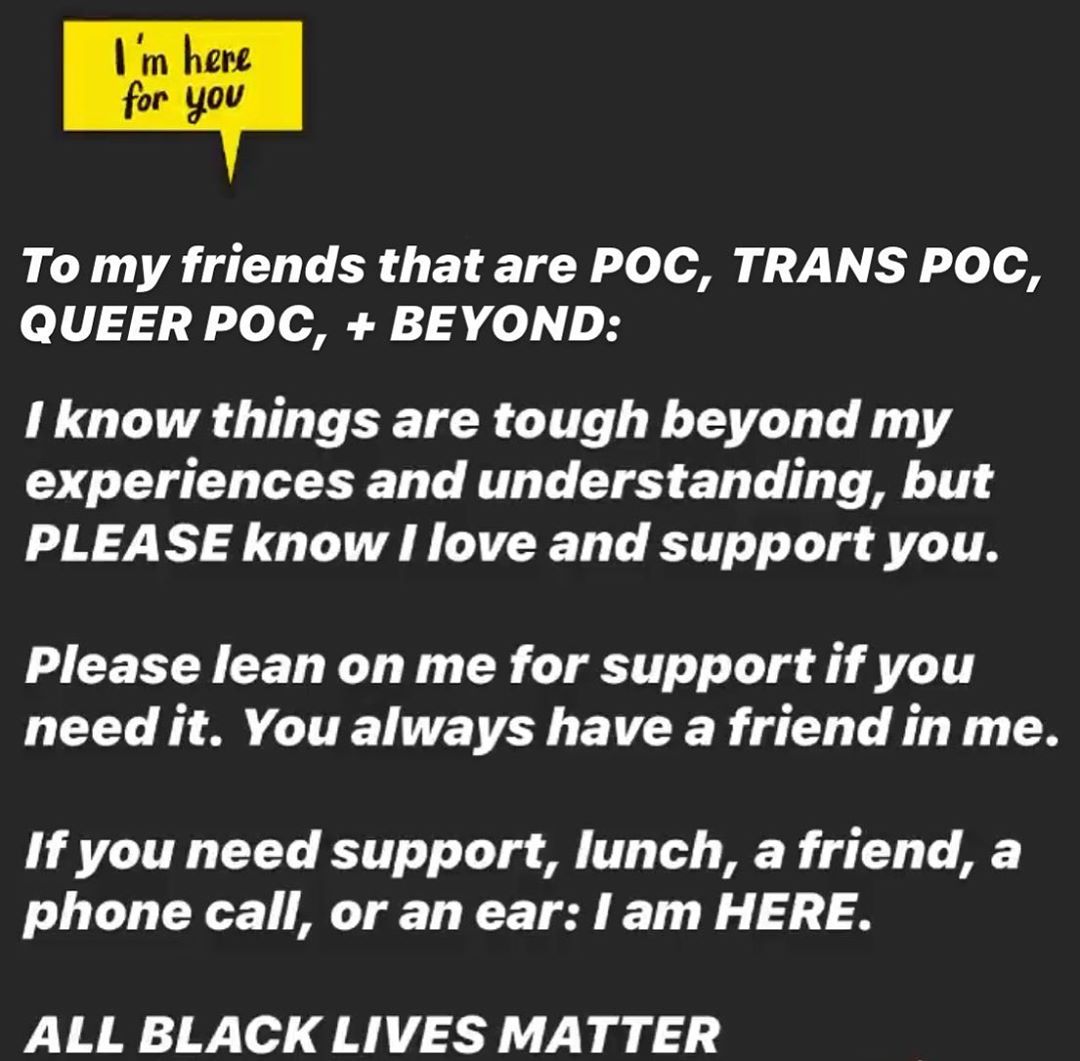 I'm here
for you
To my friends that are POC, TRANS POC,
QUEER POC, + BEYOND:
I know things are tough beyond my
experiences and understanding, but
PLEASE know I love and support you.
Please lean on me for support if you
need it. You always have a friend in me.
If you need support, lunch, a friend, a
phone call, or an ear: I am HERE.
ALL BLACK LIVES MATTER